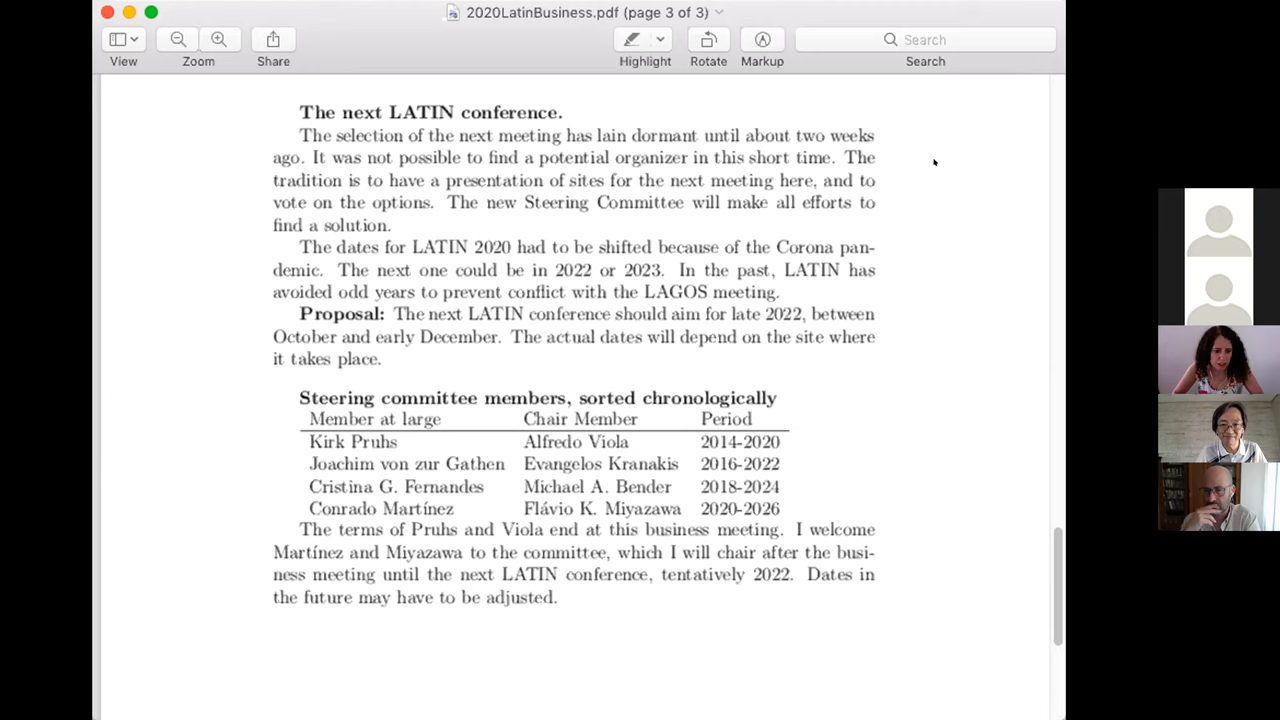 2020LatinBusiness.pdf (page 3 of 3)
View Zoom Share Highlight Rotate Markup Search
Search
The next LATIN conference.
The selection of the next meeting has lain dormant until about two weeks
ago. It was not possible to find a potential organizer in this short time. The
tradition is to have a presentation of sites for the next meeting here, and to
vote on the options. The new Steering Committee will make all efforts to
find a solution.
The dates for LATIN 2020 had to be shifted because of the Corona pan-
demic. The next one could be in 2022 or 2023. In the past, LATIN has
avoided odd years to prevent conflict with the LAGOS meeting.
Proposal: The next LATIN conference should aim for late 2022, between
October and early December. The actual dates will depend on the site where
it takes place.
Steering committee members, sorted chronologically
Member at large Chair Member Period
Kirk Pruhs Alfredo Viola 2014-2020
Joachim von zur Gathen Evangelos Kranakis 2016-2022
Cristina G. Fernandes Michael A. Bender 2018-2024
Conrado Martínez Flávio K. Miyazawa 2020-2026
The terms of Pruhs and Viola end at this business meeting. I welcome
Martínez and Miyazawa to the committee, which I will chair after the busi-
ness meeting until the next LATIN conference, tentatively 2022. Dates in
the future may have to be adjusted.